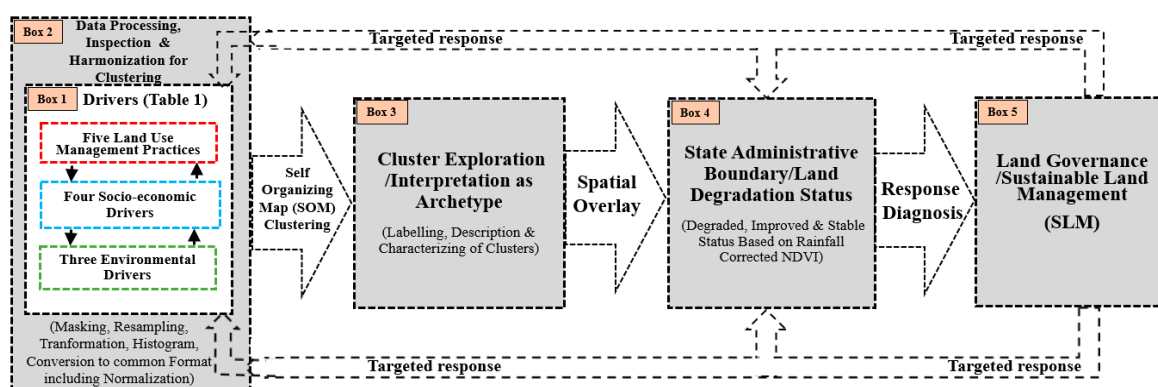 Box 2
Data Processing,
Inspection &
Harmonization for
Clustering
Box 1
Drivers (Table 1)
Five Land Use
Management Practices
Four Socio-economic
Drivers
Three Environmental
Drivers
(Masking, Resampling,
Tranformation, Histogram,
Conversion to common Format
including Normalization)
Self
Organizing
Map (SOM)
Clustering
Box 3
Cluster Exploration
/Interpretation as
Archetype
(Labelling, Description &
Characterizing of Clusters)
Spatial
Overlay
Targeted response
Box 4
State Administrative
Boundary/Land
Degradation Status
(Degraded, Improved & Stable
Status Based on Rainfall
Corrected NDVI)
Response
Diagnosis
Targeted response
Box 5
Land Governance
/Sustainable Land
Management
(SLM)
Targeted response
Targeted response